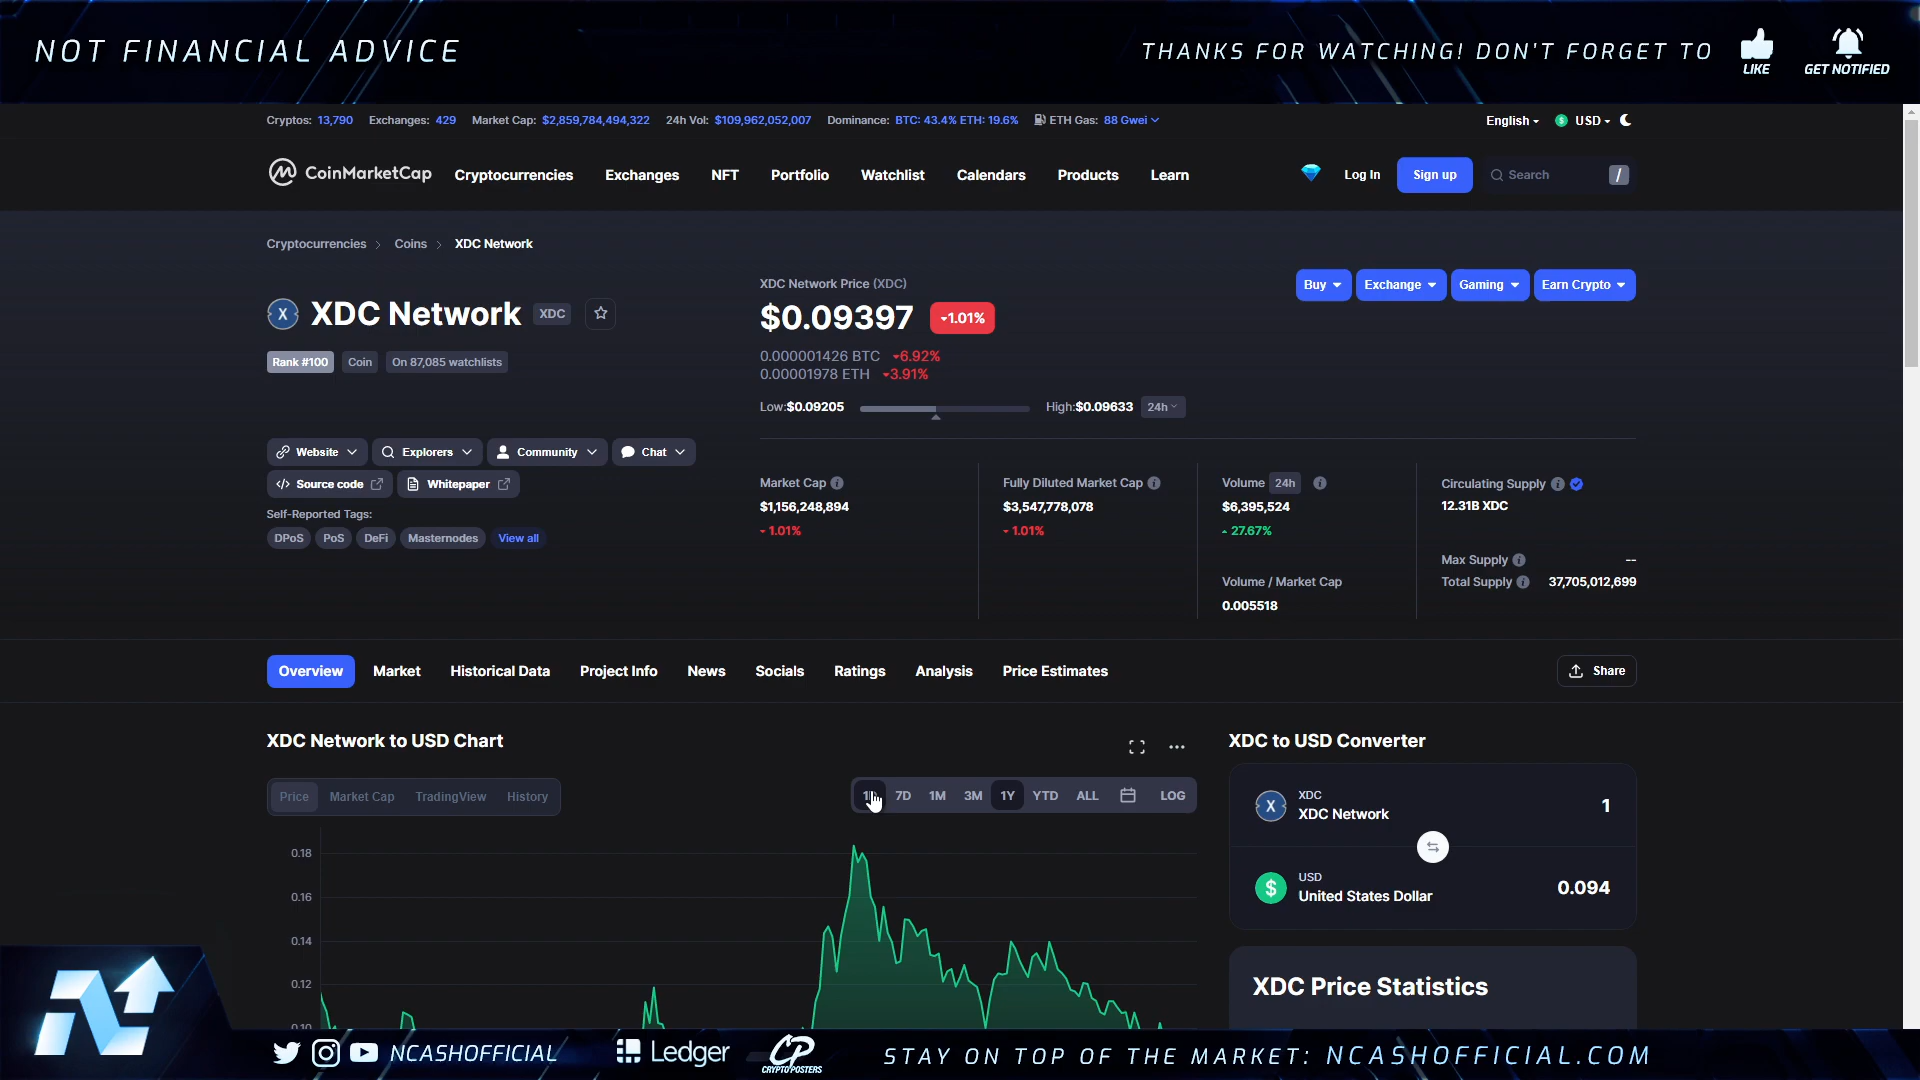 NOT FINANCIAL ADVICE
THANKS FOR WATCHING! DON'T FORGET TO
LIKE
GET NOTIFIED
Cryptos: 13,790 Exchanges: 429 Market Cap: $2,859,784,494,322 24h Vol: $109,962,052,007 Dominance: BTC: 43.4% ETH: 19.6% ETH Gas: 88 Gwei
English USD
CoinMarketCap Cryptocurrencies Exchanges NFT Portfolio Watchlist Calendars Products Learn
Log In Sign up Search /
Cryptocurrencies > Coins > XDC Network
XDC Network Price (XDC)
Buy Exchange Gaming Earn Crypto
X XDC Network XDC
$0.09397 1.01%
Rank #100 Coin On 87,085 watchlists
0.000001426 BTC 6.92%
0.00001978 ETH 3.91%
Low:$0.09205 High:$0.09633 24h
Website Explorers Community Chat
Source code Whitepaper
Self-Reported Tags:
DPoS PoS DeFi Masternodes View all
Market Cap
$1,156,248,894
1.01%
Fully Diluted Market Cap
$3,547,778,078
1.01%
Volume 24h
$6,395,524
27.67%
Volume / Market Cap
0.005518
Circulating Supply
12.31B XDC
Max Supply --
Total Supply 37,705,012,699
Overview Market Historical Data Project Info News Socials Ratings Analysis Price Estimates
Share
XDC Network to USD Chart
Price Market Cap TradingView History
7D 1M 3M 1Y YTD ALL LOG
0.18
0.16
0.14
0.12
0.10
XDC to USD Converter
X XDC
XDC Network 1
$ USD
United States Dollar 0.094
XDC Price Statistics
NCASHOFFICIAL
Ledger
CP
CRYPTOPOSTERS
STAY ON TOP OF THE MARKET: NCASHOFFICIAL.COM